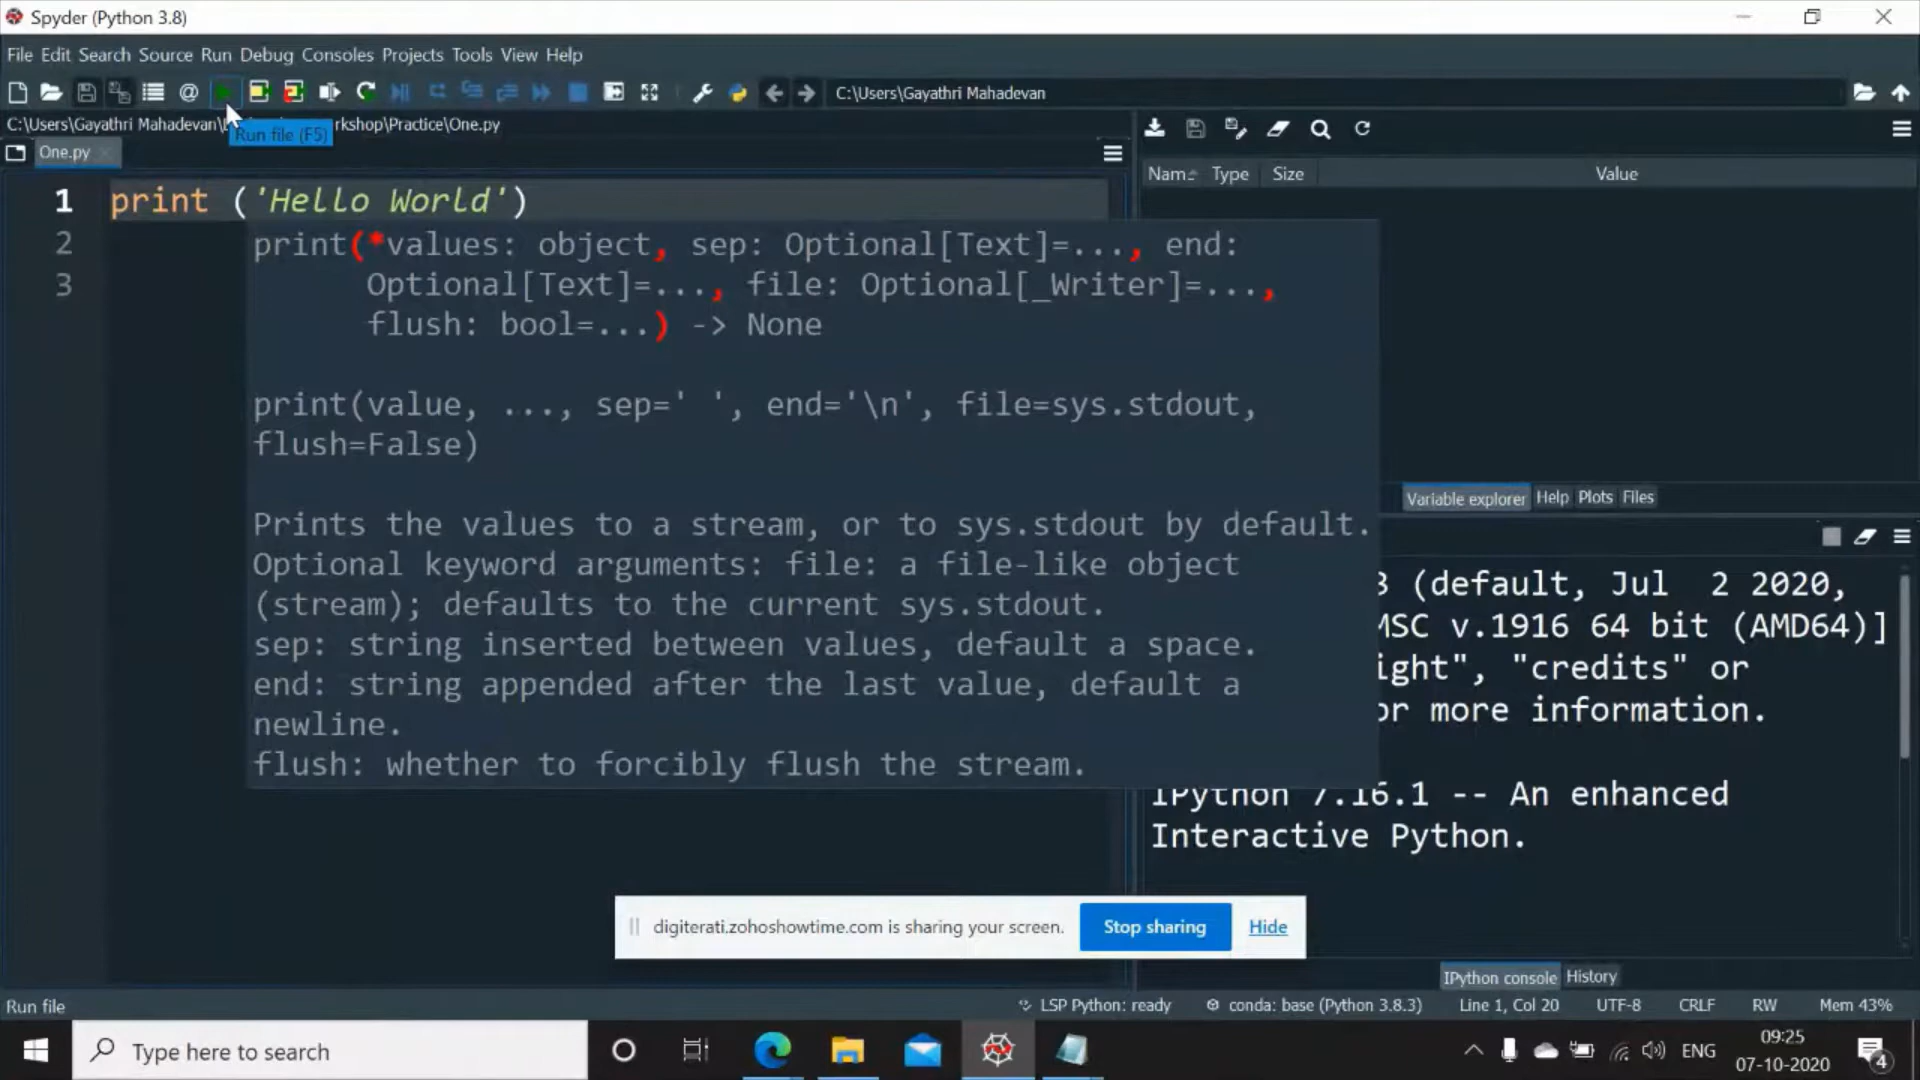 Spyder (Python 3.8)
File Edit Search Source Run Debug Consoles Projects Tools View Help
C:\Users\Gayathri Mahadevan
C:\Users\Gayathri Mahadevan\
rkshop\Practice\One.py
Run file (F5)
One.py
Name Type Size Value
1 print ('Hello World')
2
3
print(*values: object, sep: Optional[Text]=..., end:
Optional[Text]=..., file: Optional[_Writer]=...,
flush: bool=...) -> None
print(value, ..., sep=' ', end='\n', file=sys.stdout,
flush=False)
Prints the values to a stream, or to sys.stdout by default.
Optional keyword arguments: file: a file-like object
(stream); defaults to the current sys.stdout.
sep: string inserted between values, default a space.
end: string appended after the last value, default a
newline.
flush: whether to forcibly flush the stream.
Variable explorer Help Plots Files
3 (default, Jul 2 2020,
MSC v.1916 64 bit (AMD64)]
ight", "credits" or
or more information.
IPython 7.16.1 -- An enhanced
Interactive Python.
digiterati.zohoshowtime.com is sharing your screen. Stop sharing Hide
IPython console History
Run file LSP Python: ready conda: base (Python 3.8.3) Line 1, Col 20 UTF-8 CRLF RW Mem 43%
Type here to search
ENG
09:25
07-10-2020
4